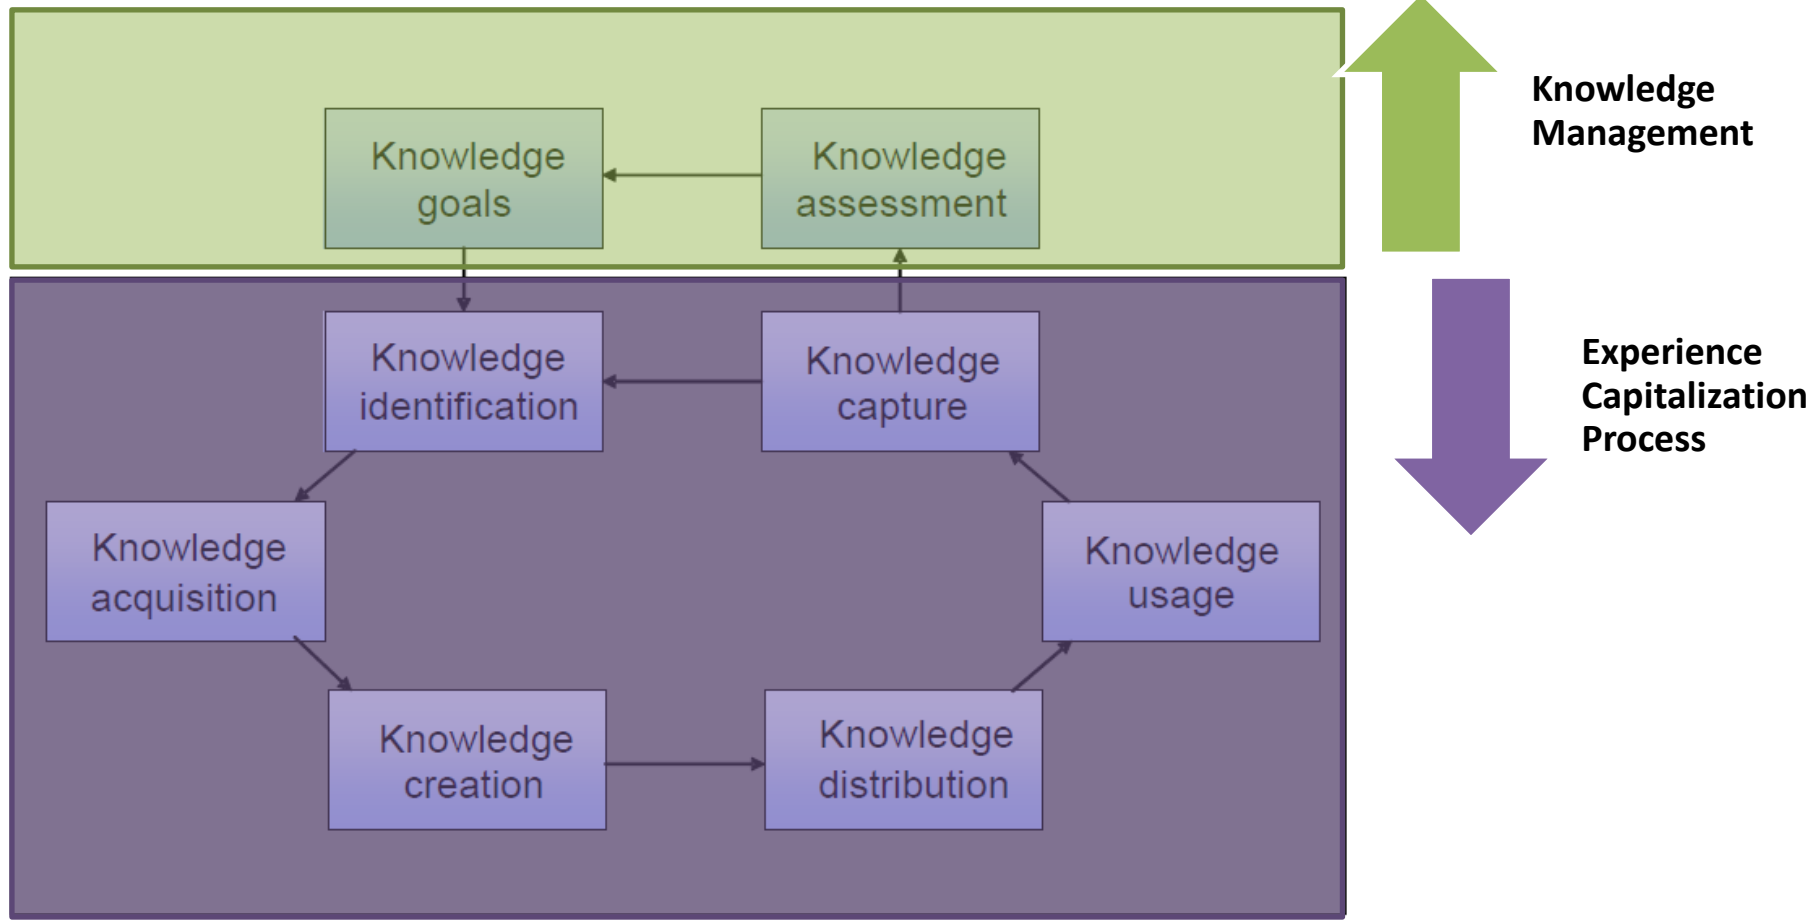 Knowledge
goals
Knowledge
assessment
Knowledge
Management
Knowledge
identification
Knowledge
capture
Experience
Capitalization
Process
Knowledge
acquisition
Knowledge
usage
Knowledge
creation
Knowledge
distribution